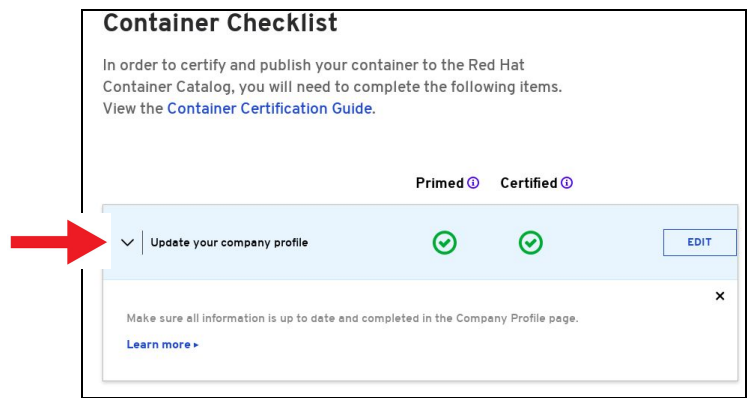 Container Checklist
In order to certify and publish your container to the Red Hat
Container Catalog, you will need to complete the following items.
View the Container Certification Guide.
Primed Certified
Update your company profile EDIT
Make sure all information is up to date and completed in the Company Profile page.
Learn more